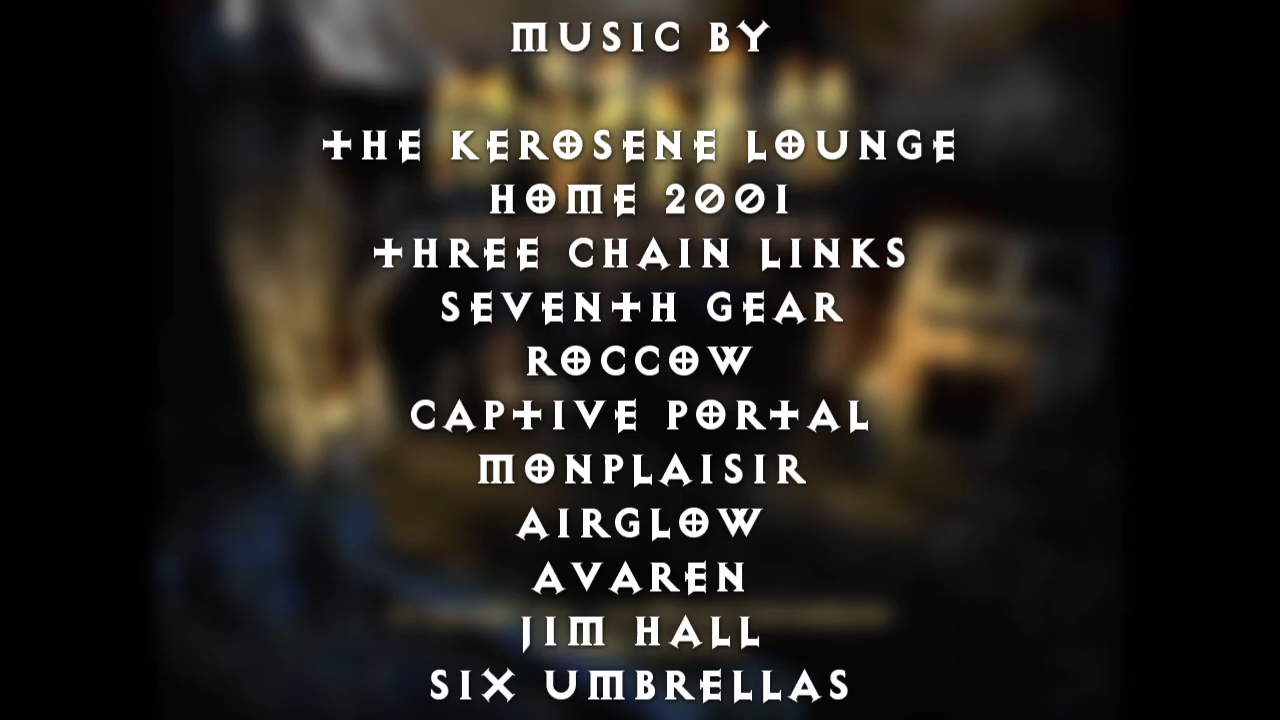 MUSIC BY
THE KEROSENE LOUNGE
HOME 2001
THREE CHAIN LINKS
SEVENTH GEAR
ROCCOW
CAPTIVE PORTAL
MONPLAISIR
AIRGLOW
AVAREN
JIM HALL
SIX UMBRELLAS